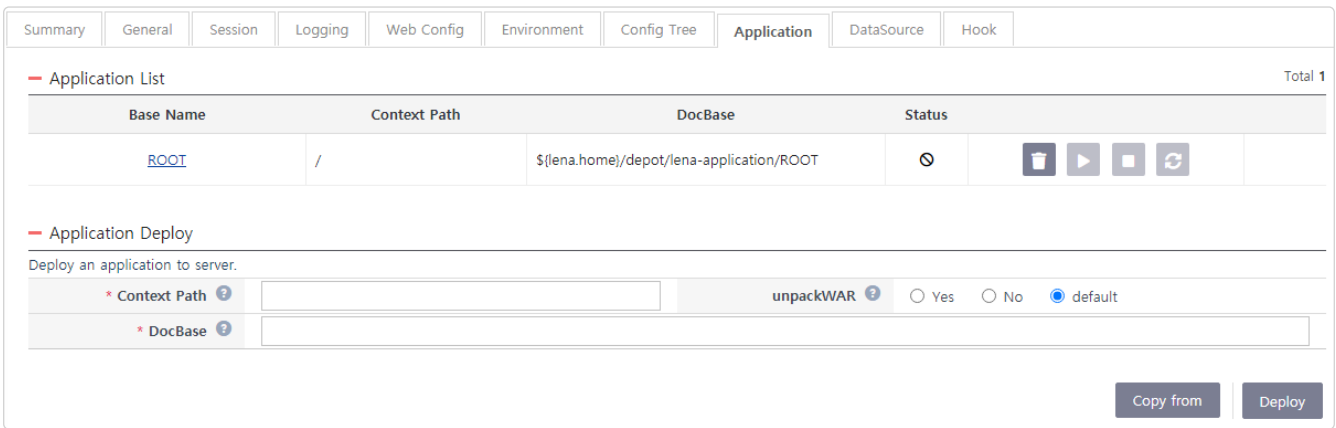 Summary General Session Logging Web Config Environment Config Tree Application DataSource Hook
Application List Total 1
Base Name Context Path DocBase Status
ROOT / ${lena.home}/depot/lena-application/ROOT
Application Deploy
Deploy an application to server.
* Context Path ? unpackWAR ? Yes No default
* DocBase ?
Copy from Deploy